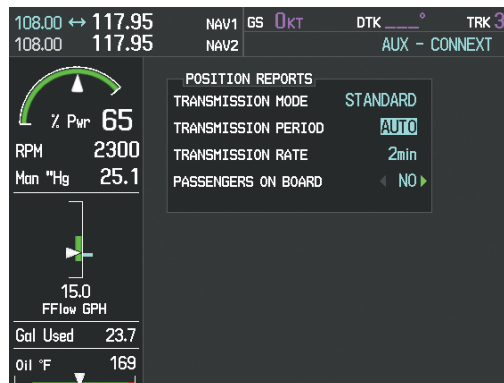 108.00 ↔ 117.95 NAV1 GS 0KT DTK ___° TRK 3
108.00 117.95 NAV2 AUX - CONNEXT
POSITION REPORTS
TRANSMISSION MODE STANDARD
TRANSMISSION PERIOD AUTO
TRANSMISSION RATE 2min
PASSENGERS ON BOARD NO
% Pwr 65
RPM 2300
Man "Hg 25.1
15.0
FFlow GPH
Gal Used 23.7
Oil °F 169